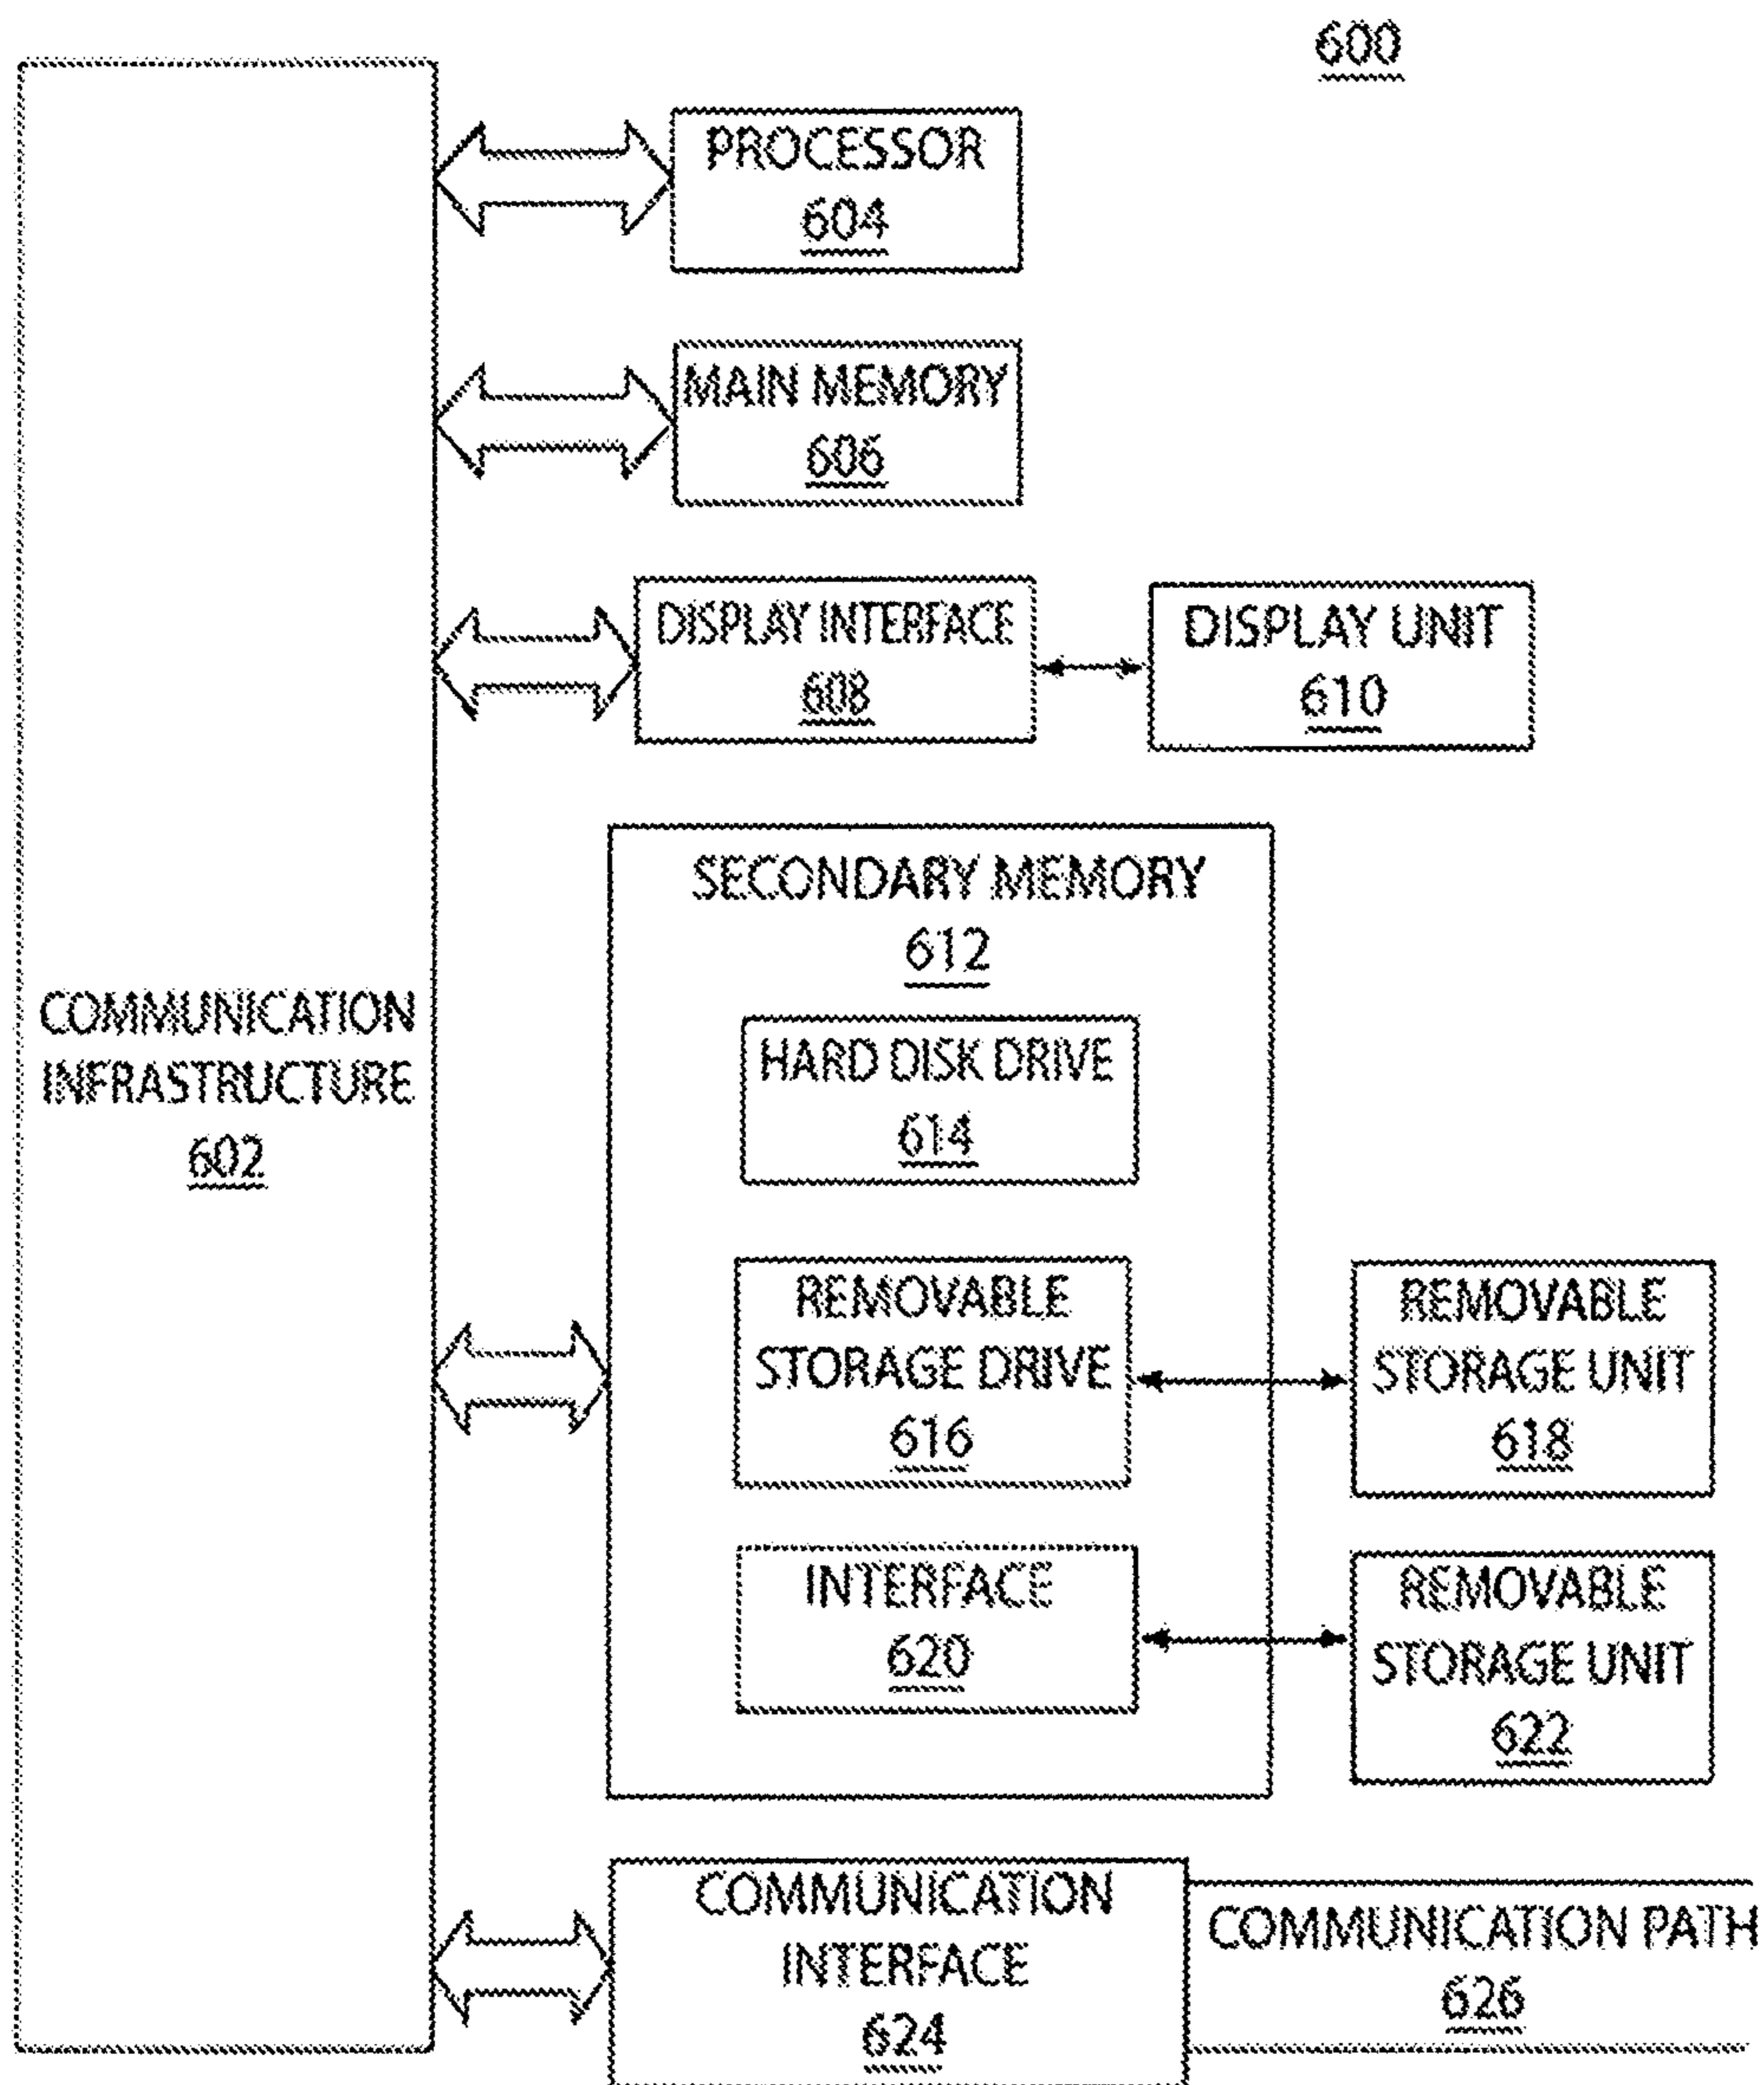 600
PROCESSOR
604
MAIN MEMORY
606
DISPLAY INTERFACE
608
DISPLAY UNIT
610
SECONDARY MEMORY
612
HARD DISK DRIVE
614
COMMUNICATION
INFRASTRUCTURE
602
REMOVABLE
STORAGE DRIVE
616
REMOVABLE
STORAGE UNIT
618
INTERFACE
620
REMOVABLE
STORAGE UNIT
622
COMMUNICATION
INTERFACE
624
COMMUNICATION PATH
626